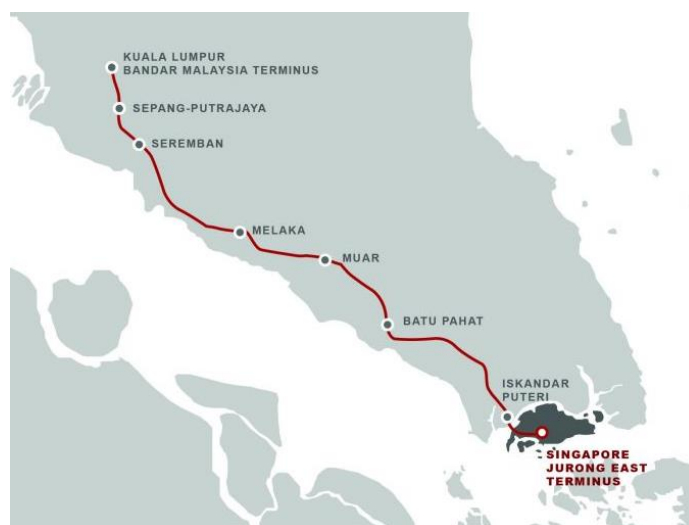 KUALA LUMPUR
BANDAR MALAYSIA TERMINUS
SEPANG-PUTRAJAYA
SEREMBAN
MELAKA
MUAR
BATU PAHAT
ISKANDAR
PUTERI
SINGAPORE
JURONG EAST
TERMINUS